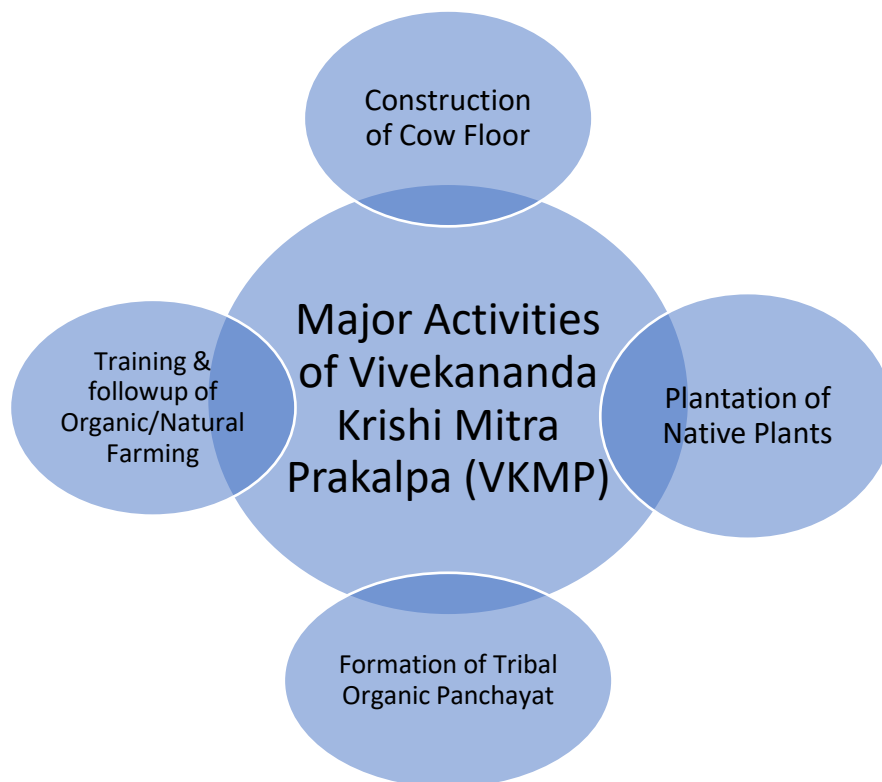 Construction
of Cow Floor
Major Activities
of Vivekananda
Krishi Mitra
Prakalpa (VKMP)
Training &
followup of
Organic/Natural
Farming
Plantation of
Native Plants
Formation of Tribal
Organic Panchayat